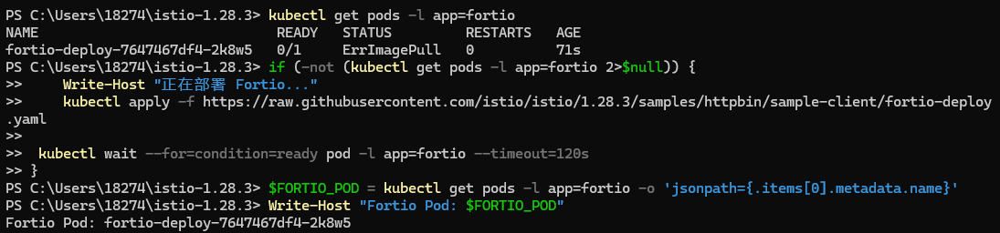 PS C:\Users\18274\istio-1.28.3> kubectl get pods -l app=fortio
NAME                             READY   STATUS         RESTARTS   AGE
fortio-deploy-7647467df4-2k8w5   0/1     ErrImagePull   0          71s
PS C:\Users\18274\istio-1.28.3> if (-not (kubectl get pods -l app=fortio 2>$null)) {
>>     Write-Host "正在部署 Fortio..."
>>     kubectl apply -f https://raw.githubusercontent.com/istio/istio/1.28.3/samples/httpbin/sample-client/fortio-deploy
.yaml
>>
>>  kubectl wait --for=condition=ready pod -l app=fortio --timeout=120s
>> }
PS C:\Users\18274\istio-1.28.3> $FORTIO_POD = kubectl get pods -l app=fortio -o 'jsonpath={.items[0].metadata.name}'
PS C:\Users\18274\istio-1.28.3> Write-Host "Fortio Pod: $FORTIO_POD"
Fortio Pod: fortio-deploy-7647467df4-2k8w5